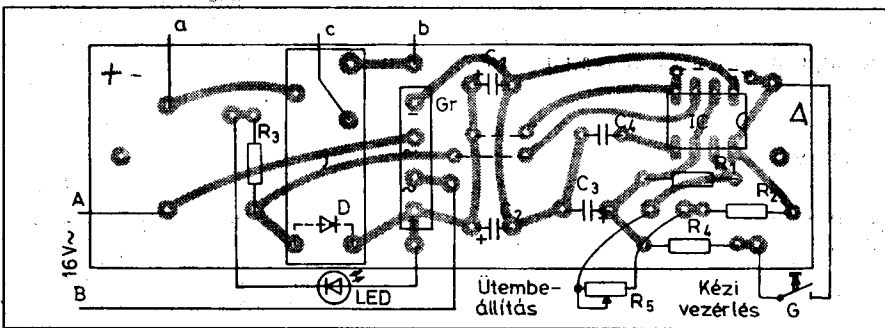 a
c
b
+ -
C1
Gr
-
IC
C4
Δ
R3
R1
A
D
C2
C3
+
+
R2
R4
16V~
B
LED
Ütembe-
állítás
R5
Kézi
vezérlés
G